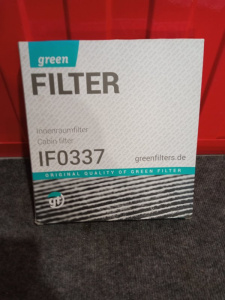 green
FILTER
Innenraumfilter
Cabin filter
IF0337 greenfilters.de
ORIGINAL QUALITY OF GREEN FILTER
gf